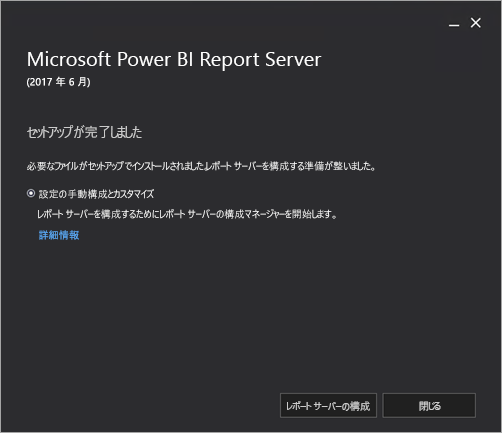 Microsoft Power BI Report Server
(2017 年 6 月)
セットアップが完了しました
必要なファイルがセットアップでインストールされました｡レポート サーバーを構成する準備が整いました。
設定の手動構成とカスタマイズ
レポート サーバーを構成するためにレポート サーバーの構成マネージャーを開始します。
詳細情報
レポート サーバーの構成
閉じる